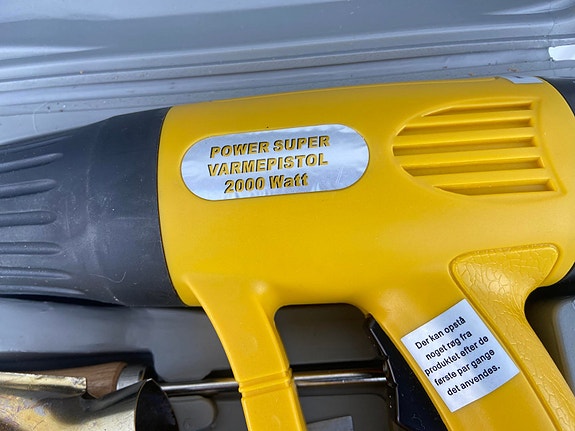 POWER SUPER
VARMEPISTOL
2000 Watt
Der kan opstå
noget røg fra
produktet efter de
første par gange
det anvendes.